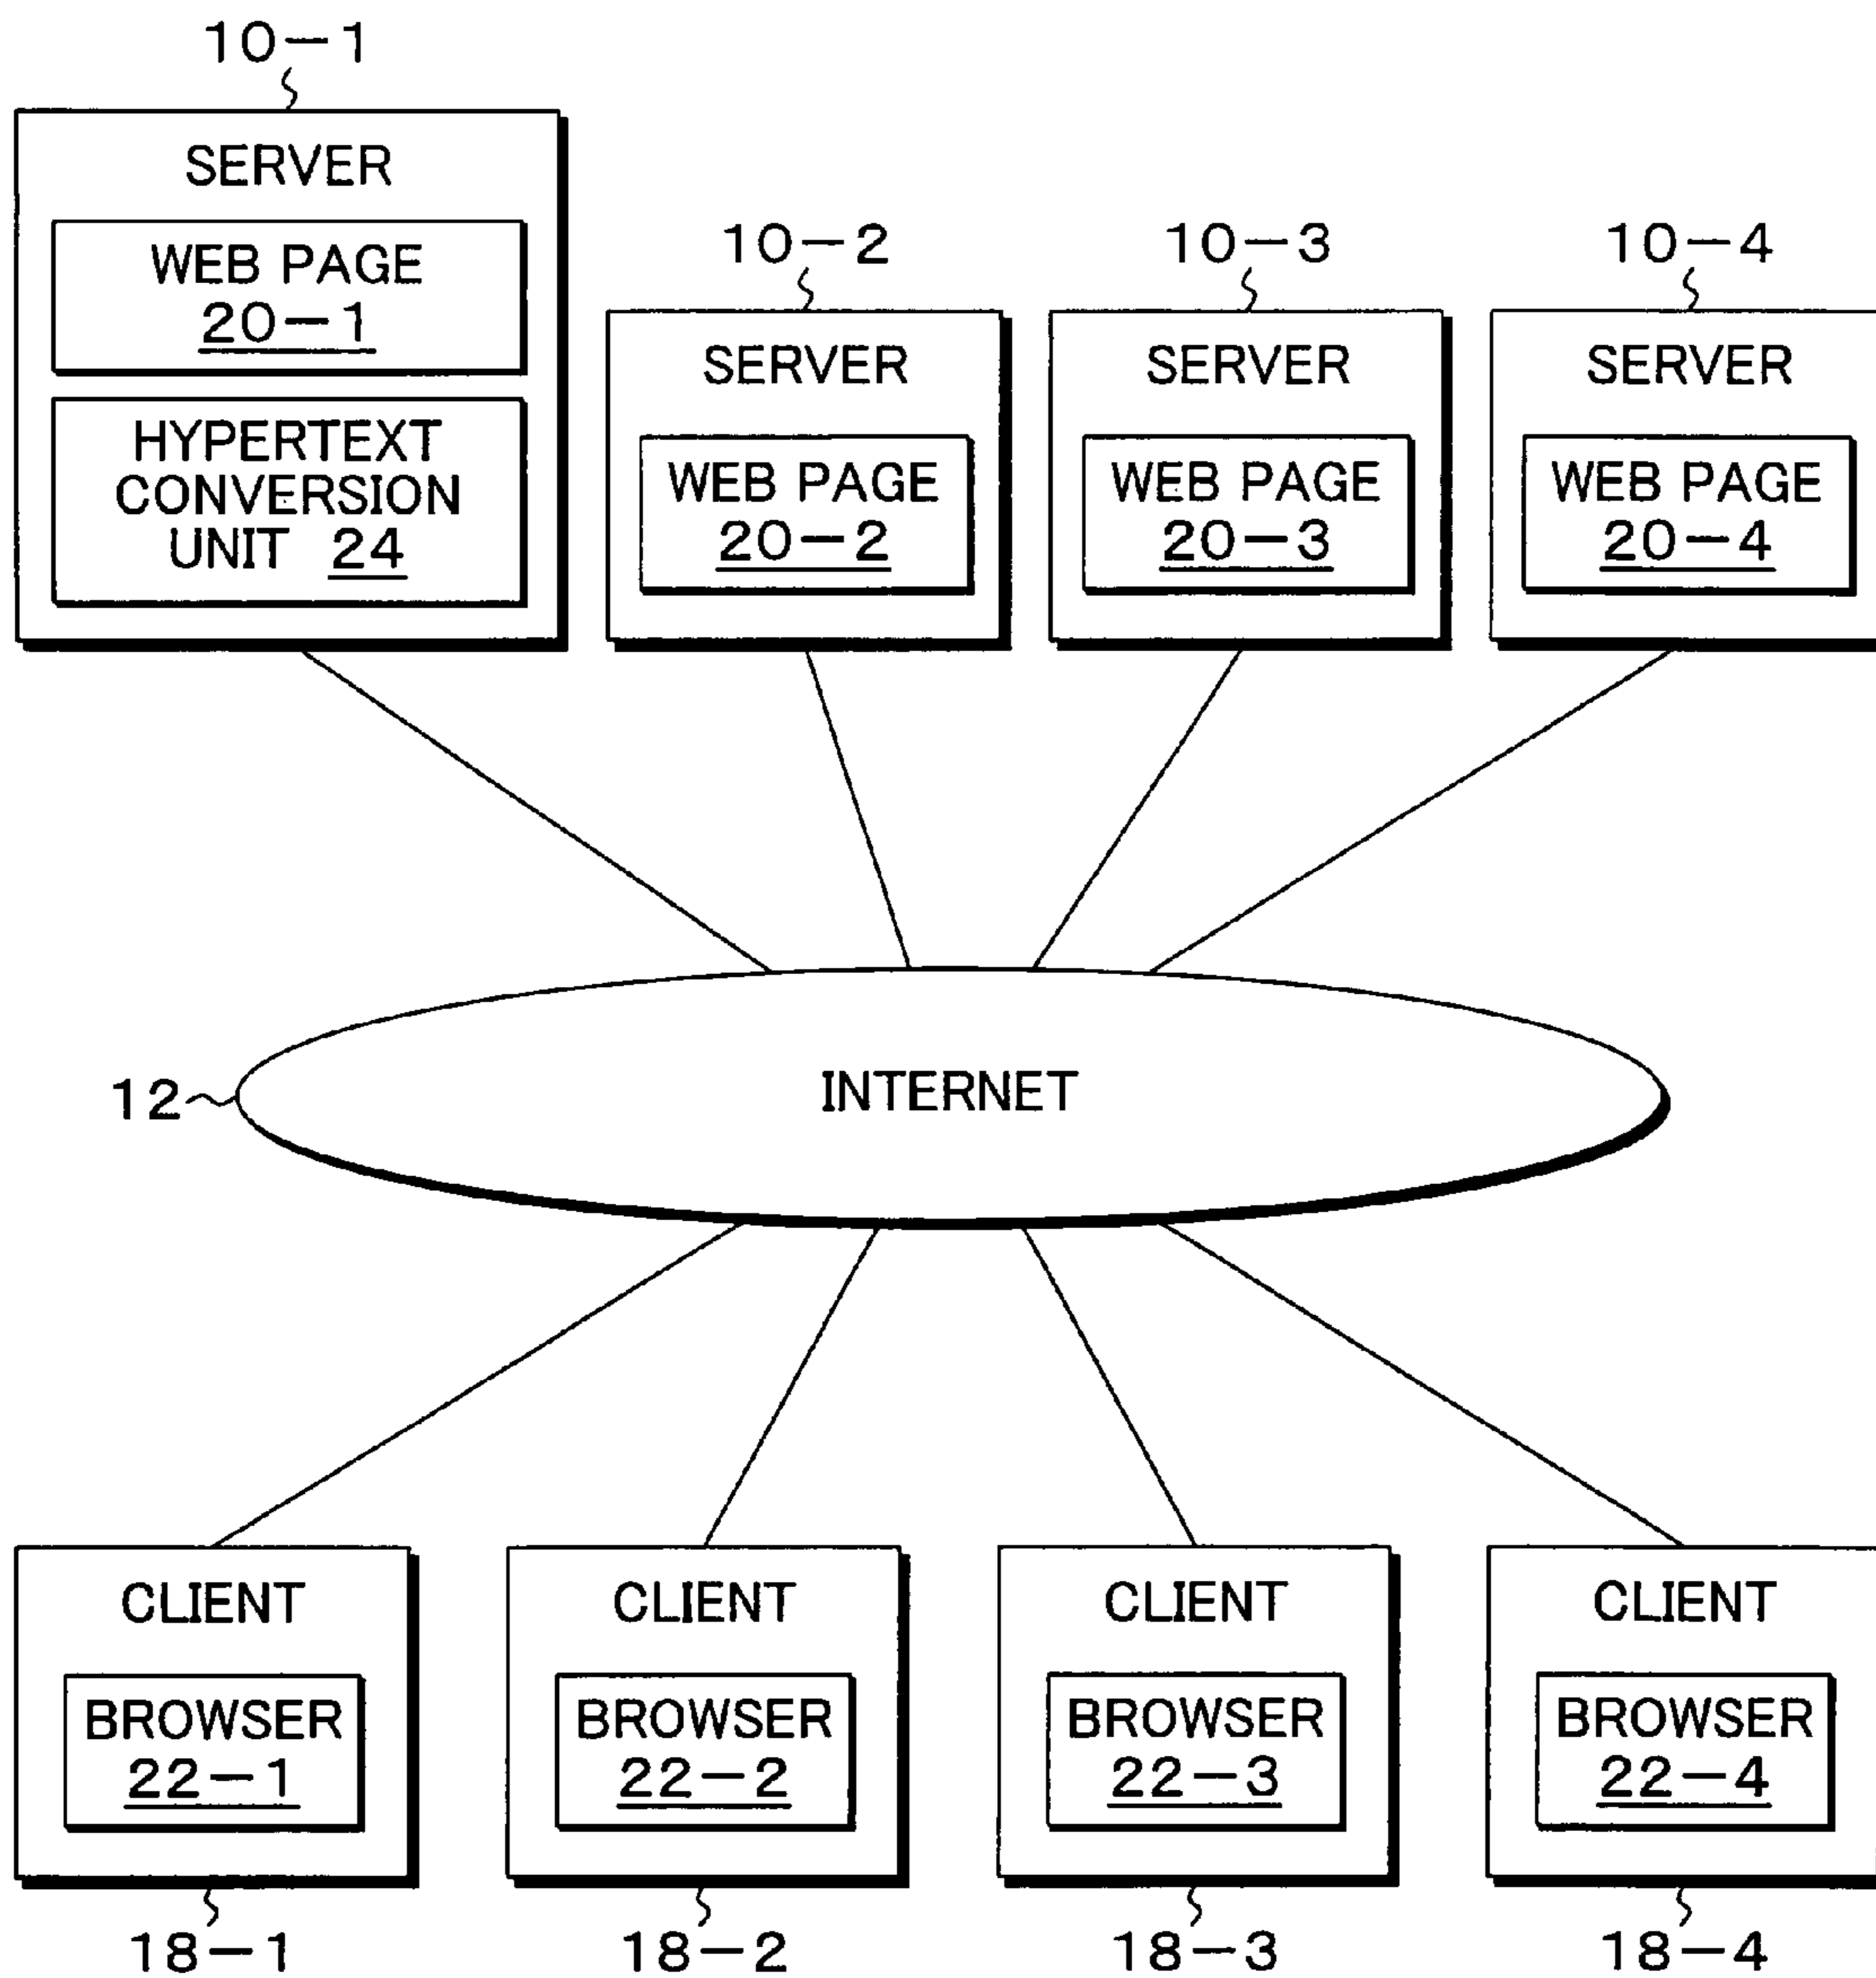 10-1
SERVER
WEB PAGE
20-1
HYPERTEXT
CONVERSION
UNIT 24
10-2
SERVER
WEB PAGE
20-2
10-3
SERVER
WEB PAGE
20-3
10-4
SERVER
WEB PAGE
20-4
12
INTERNET
CLIENT
BROWSER
22-1
18-1
CLIENT
BROWSER
22-2
18-2
CLIENT
BROWSER
22-3
18-3
CLIENT
BROWSER
22-4
18-4